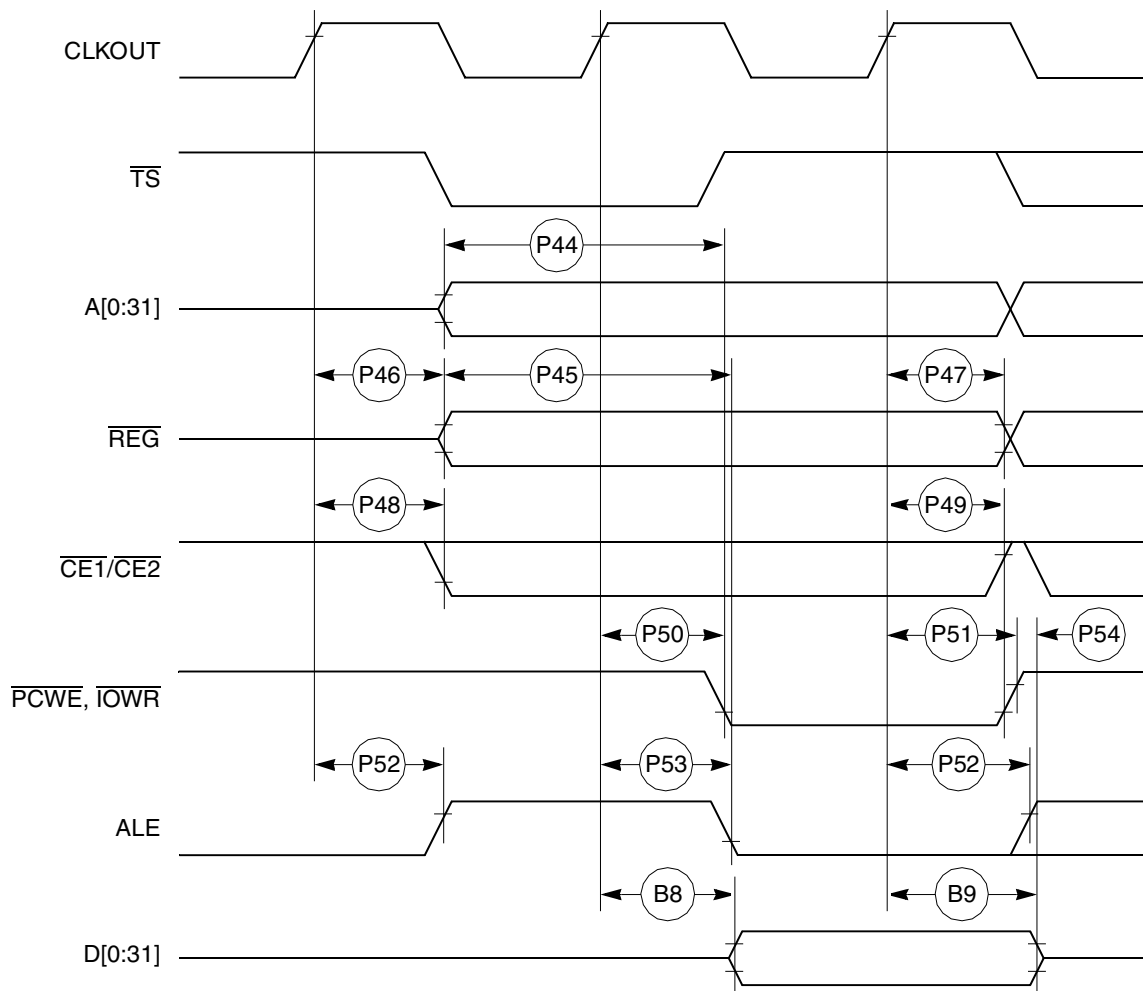 CLKOUT
TS
P44
A[0:31]
P46 P45 P47
REG
P48 P49
CE1/CE2
P50 P51 P54
PCWE, IOWR
P52 P53 P52
ALE
B8 B9
D[0:31]